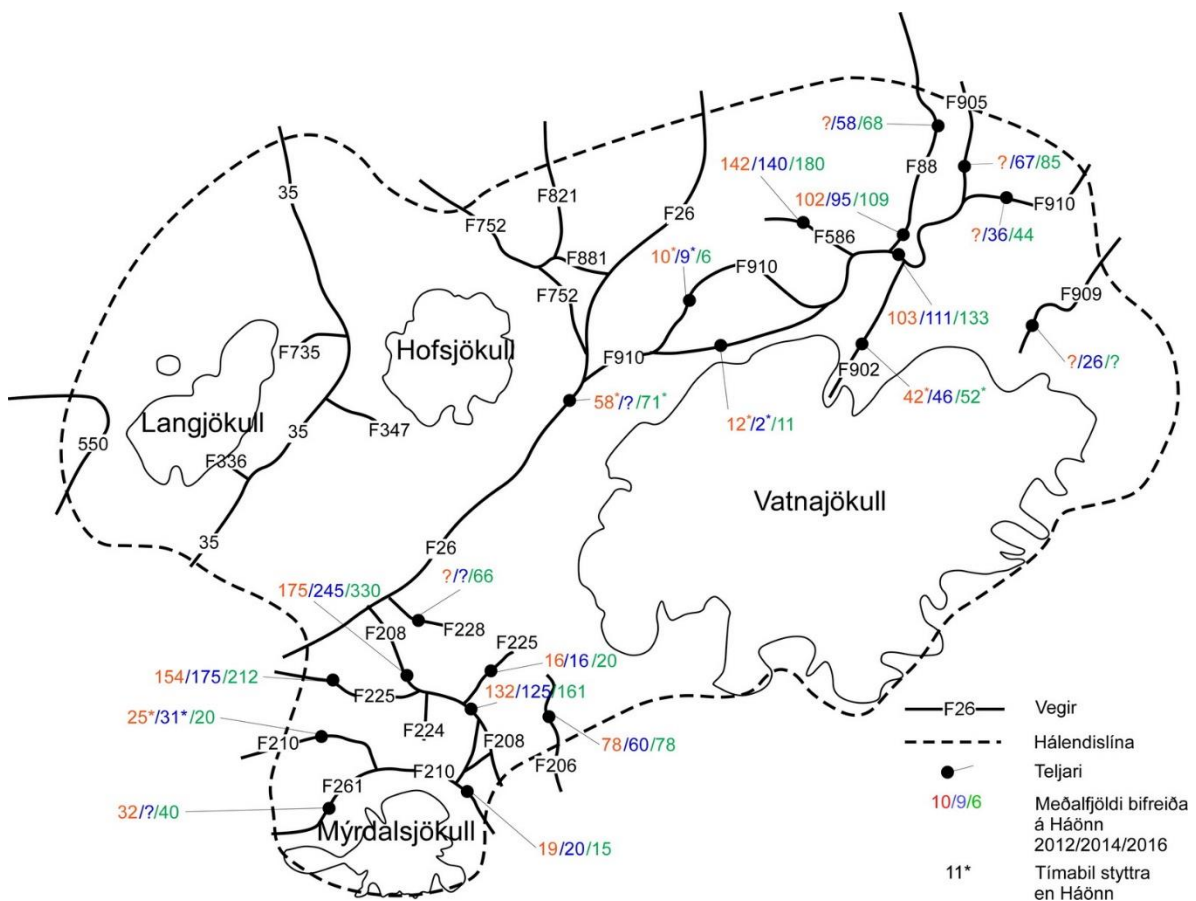 F905
?/58/68
35
F821
142/140/180
F88
?/67/85
F752
F26
102/95/109
F910
F586
?/36/44
F881
10*/9*/6
F910
F752
F909
103/111/133
F735
Hofsjökull
F910
?/26/?
F902
Langjökull
58*/?/71*
42*/46/52*
F347
12*/2*/11
550
35
F336
Vatnajökull
35
F26
175/245/330
?/?/66
F208
F228
F225
154/175/212
16/16/20
F225
132/125/161
25*/31*/20
F224
F210
F208
78/60/78
F206
F261
F210
32/?/40
Mýrdalsjökull
19/20/15
F26 Vegir
Hálendislína
Teljari
10/9/6 Meðalfjöldi bifreiða
á Háönn
2012/2014/2016
11* Tímabil styttra
en Háönn